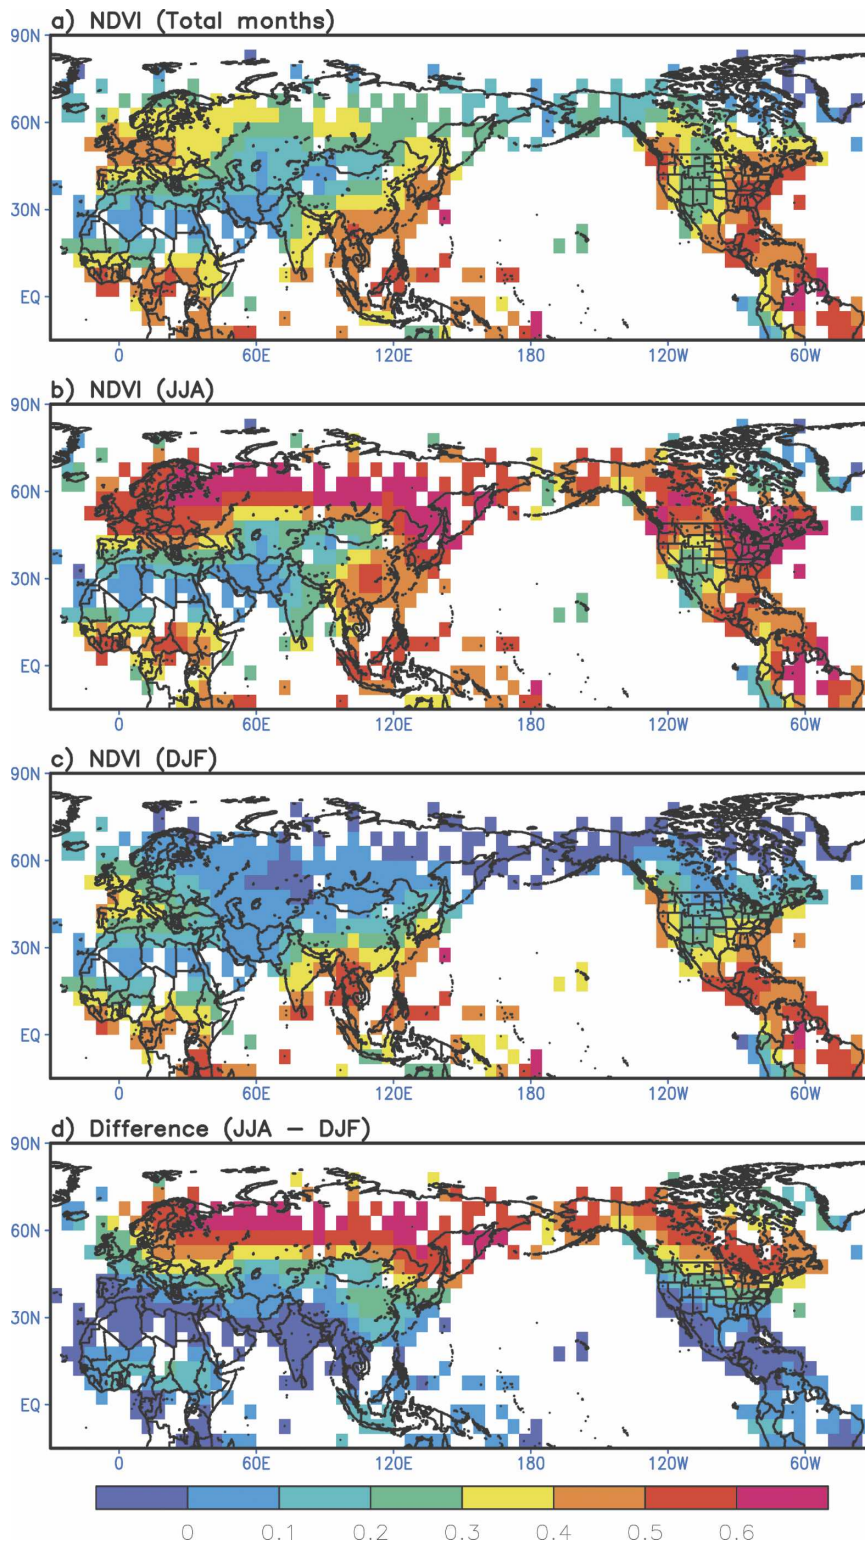 a) NDVI (Total months)
90N
60N
30N
EQ
0 60E 120E 180 120W 60W
b) NDVI (JJA)
90N
60N
30N
EQ
0 60E 120E 180 120W 60W
c) NDVI (DJF)
90N
60N
30N
EQ
0 60E 120E 180 120W 60W
d) Difference (JJA – DJF)
90N
60N
30N
EQ
0 60E 120E 180 120W 60W
0 0.1 0.2 0.3 0.4 0.5 0.6